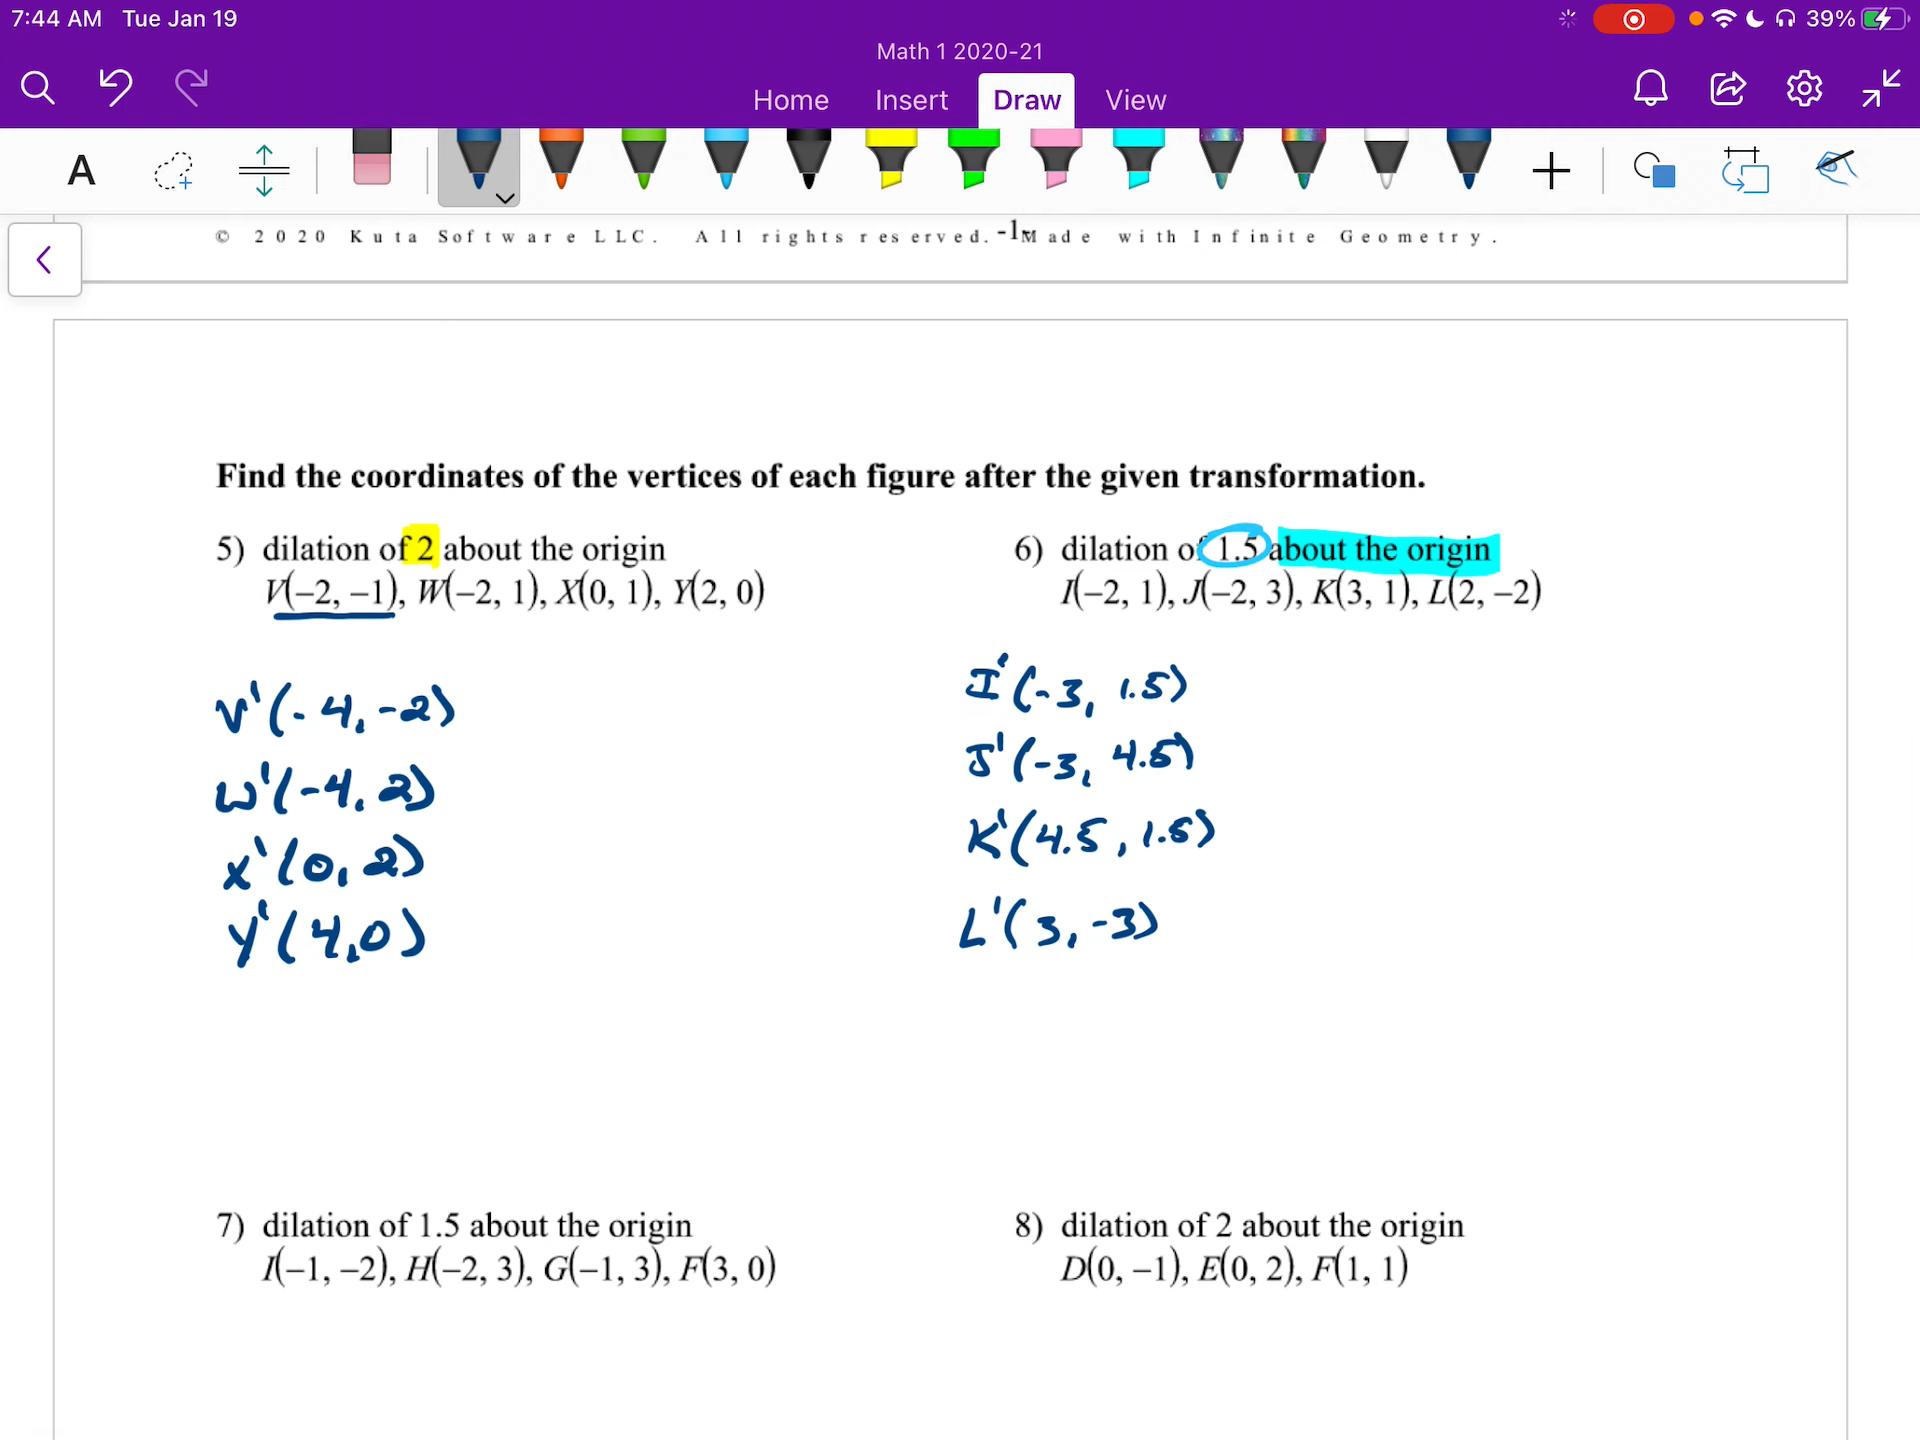 7:44 AM Tue Jan 19
39%
Math 1 2020-21
Home Insert Draw View
A
© 2020 Kuta Software LLC. All rights reserved. -1- Made with Infinite Geometry.
Find the coordinates of the vertices of each figure after the given transformation.
5) dilation of 2 about the origin
V(–2, –1), W(–2, 1), X(0, 1), Y(2, 0)
6) dilation of 1.5 about the origin
I(–2, 1), J(–2, 3), K(3, 1), L(2, –2)
V'(-4, -2)
W'(-4, 2)
X'(0, 2)
Y'(4, 0)
I'(-3, 1.5)
J'(-3, 4.5)
K'(4.5, 1.5)
L'(3, -3)
7) dilation of 1.5 about the origin
I(–1, –2), H(–2, 3), G(–1, 3), F(3, 0)
8) dilation of 2 about the origin
D(0, –1), E(0, 2), F(1, 1)